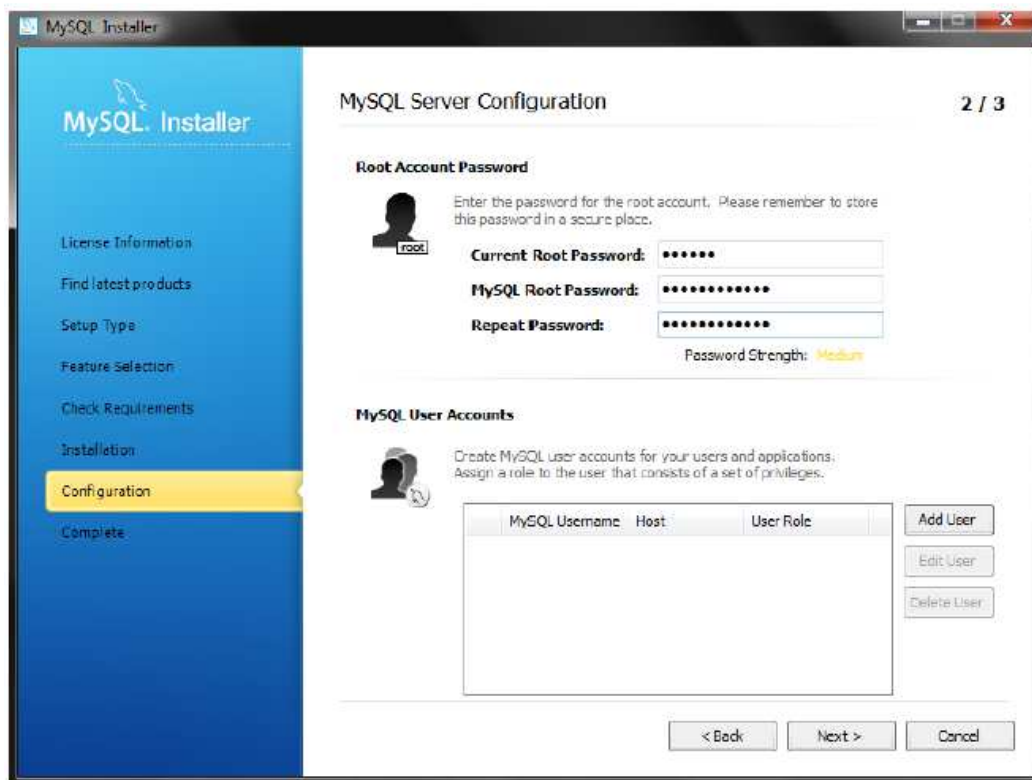 MySQL Installer
MySQL. Installer
License Information
Find latest products
Setup Type
Feature Selection
Check Requirements
Installation
Configuration
Complete
MySQL Server Configuration 2 / 3
Root Account Password
Enter the password for the root account. Please remember to store
this password in a secure place.
root
Current Root Password: ••••••
MySQL Root Password: ••••••••••••
Repeat Password: ••••••••••••
Password Strength: Medium
MySQL User Accounts
Create MySQL user accounts for your users and applications.
Assign a role to the user that consists of a set of privileges.
MySQL Username Host User Role
Add User
Edit User
Delete User
< Back Next > Cancel